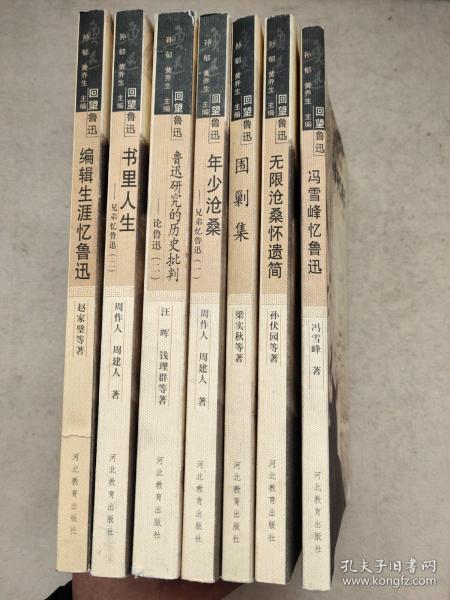 孙郁 黄乔生 主编
回望鲁迅
编辑生涯忆鲁迅
赵家璧等著
河北教育出版社
孙郁 黄乔生 主编
回望鲁迅
书里人生
——兄弟忆鲁迅（二）
周作人 周建人 著
河北教育出版社
孙郁 黄乔生 主编
回望鲁迅
鲁迅研究的历史批判
——论鲁迅（二）
汪晖 钱理群等著
河北教育出版社
孙郁 黄乔生 主编
回望鲁迅
年少沧桑
——兄弟忆鲁迅（一）
周作人 周建人 著
河北教育出版社
孙郁 黄乔生 主编
回望鲁迅
围剿集
梁实秋等著
河北教育出版社
孙郁 黄乔生 主编
回望鲁迅
无限沧桑怀遗简
孙伏园等著
河北教育出版社
孙郁 黄乔生 主编
回望鲁迅
冯雪峰忆鲁迅
冯雪峰 著
河北教育出版社
孔夫子旧书网
www.kongfz.com